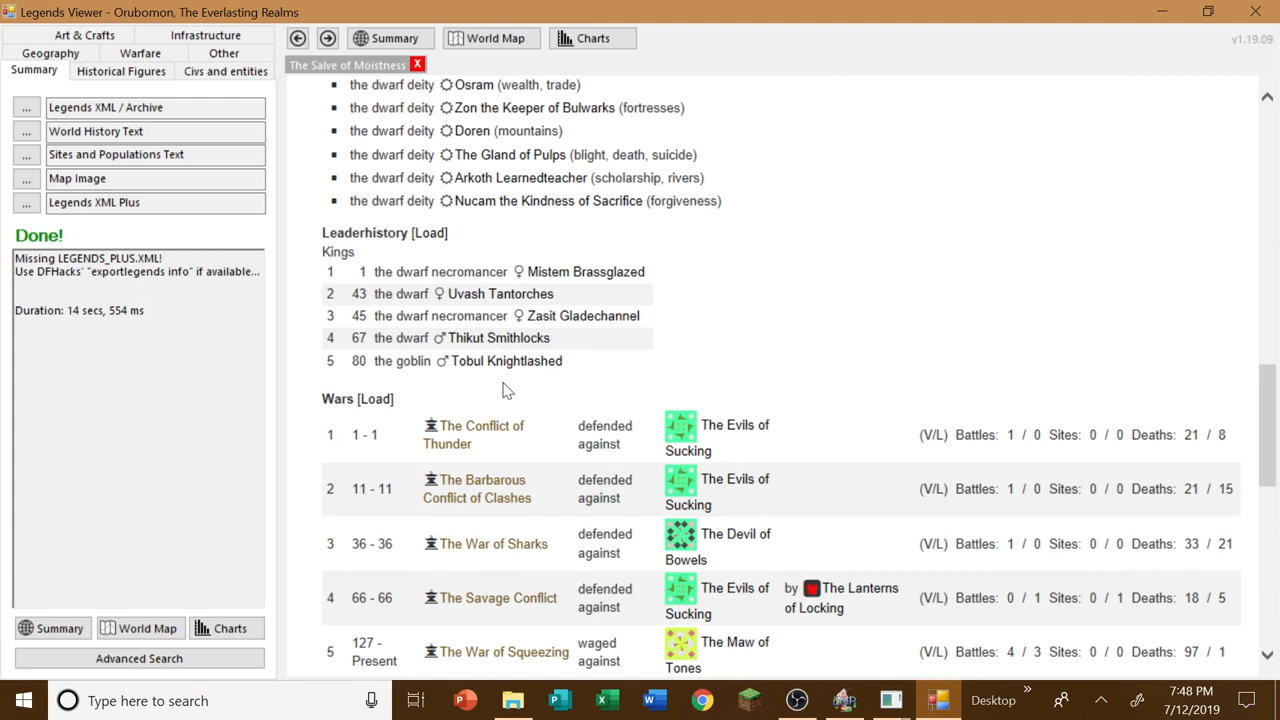 Legends Viewer - Orubomon, The Everlasting Realms
Art & Crafts Infrastructure
Geography Warfare Other
Summary Historical Figures Civs and entities
Summary World Map Charts
v1.19.09
The Salve of Moistness X
... Legends XML / Archive
... World History Text
... Sites and Populations Text
... Map Image
... Legends XML Plus
Done!
Missing LEGENDS_PLUS.XML!
Use DFHacks' "exportlegends info" if available...
Duration: 14 secs, 554 ms
Summary World Map Charts
Advanced Search
the dwarf deity Osram (wealth, trade)
the dwarf deity Zon the Keeper of Bulwarks (fortresses)
the dwarf deity Doren (mountains)
the dwarf deity The Gland of Pulps (blight, death, suicide)
the dwarf deity Arkoth Learnedteacher (scholarship, rivers)
the dwarf deity Nucam the Kindness of Sacrifice (forgiveness)
Leaderhistory [Load]
Kings
1 1 the dwarf necromancer ♀ Mistem Brassglazed
2 43 the dwarf ♀ Uvash Tantorches
3 45 the dwarf necromancer ♀ Zasit Gladechannel
4 67 the dwarf ♂ Thikut Smithlocks
5 80 the goblin ♂ Tobul Knightlashed
Wars [Load]
1 1 - 1 The Conflict of Thunder defended against The Evils of Sucking (V/L) Battles: 1 / 0 Sites: 0 / 0 Deaths: 21 / 8
2 11 - 11 The Barbarous Conflict of Clashes defended against The Evils of Sucking (V/L) Battles: 1 / 0 Sites: 0 / 0 Deaths: 21 / 15
3 36 - 36 The War of Sharks defended against The Devil of Bowels (V/L) Battles: 1 / 0 Sites: 0 / 0 Deaths: 33 / 21
4 66 - 66 The Savage Conflict defended against The Evils of Sucking by The Lanterns of Locking (V/L) Battles: 0 / 1 Sites: 0 / 1 Deaths: 18 / 5
5 127 - Present The War of Squeezing waged against The Maw of Tones (V/L) Battles: 4 / 3 Sites: 0 / 0 Deaths: 97 / 1
Type here to search
Desktop
7:48 PM
7/12/2019